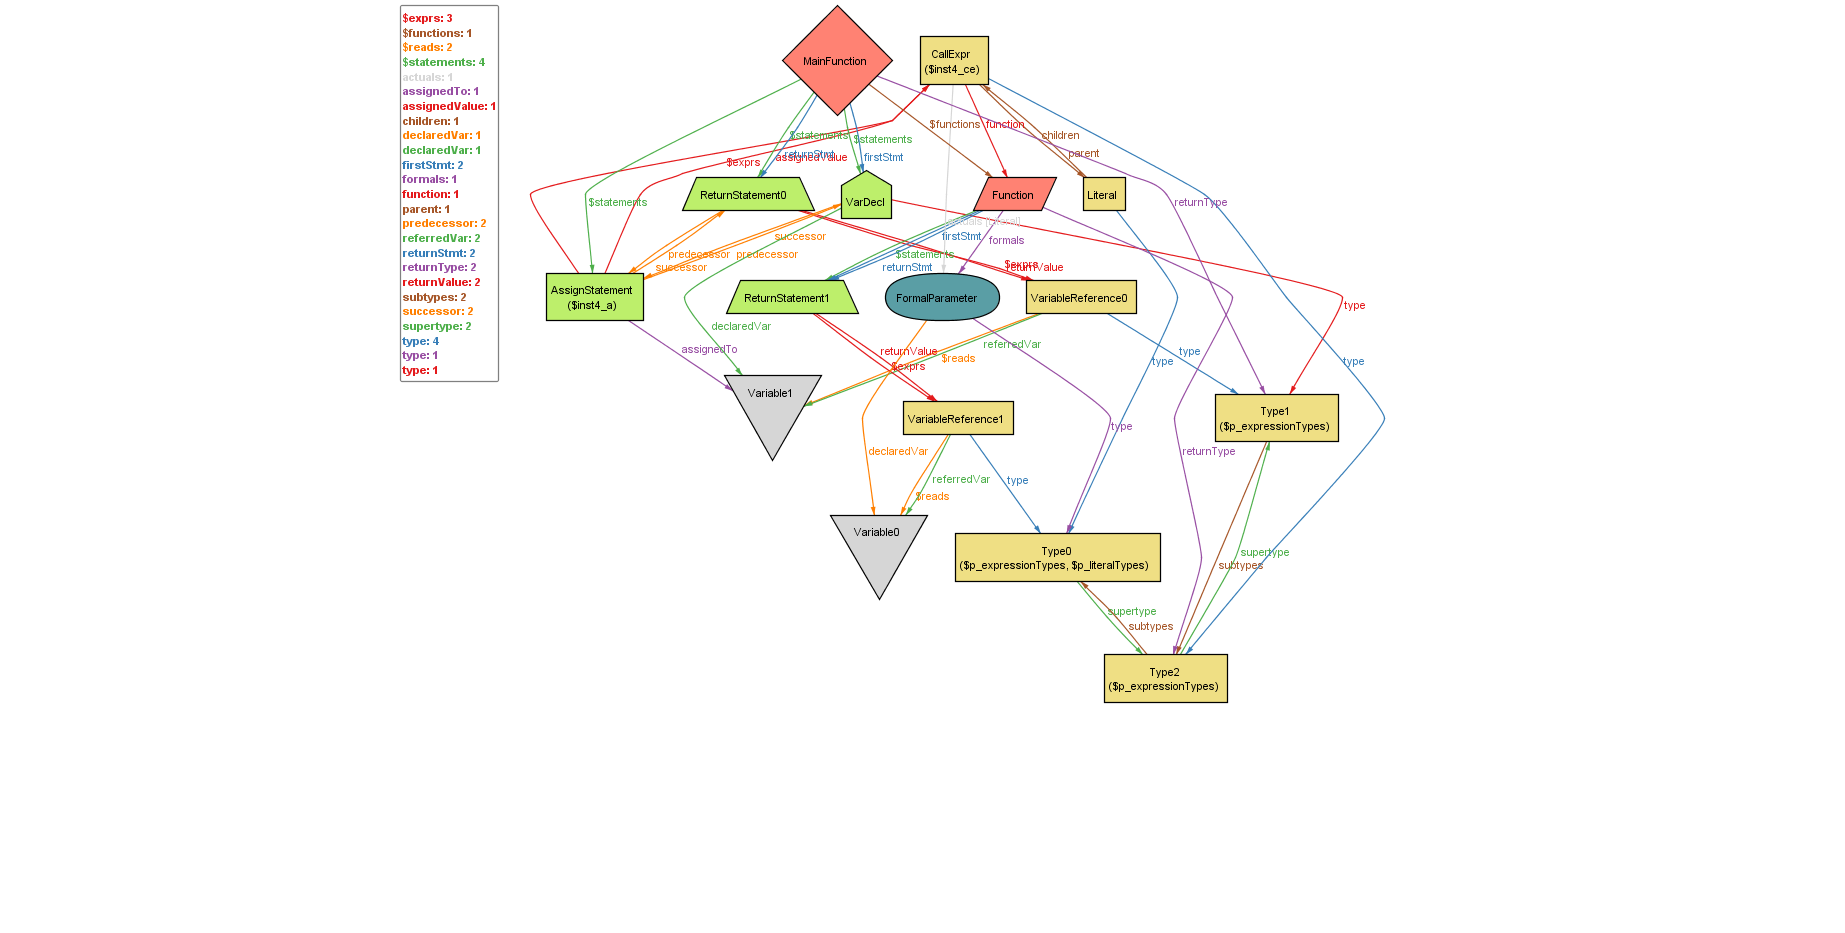 $exprs: 3
$functions: 1
$reads: 2
$statements: 4
actuals: 1
assignedTo: 1
assignedValue: 1
children: 1
declaredVar: 1
declaredVar: 1
firstStmt: 2
formals: 1
function: 1
parent: 1
predecessor: 2
referredVar: 2
returnStmt: 2
returnType: 2
returnValue: 2
subtypes: 2
successor: 2
supertype: 2
type: 4
type: 1
type: 1
MainFunction
CallExpr
($inst4_ce)
$functions
function
$statements
$statements
children
returnStmt
firstStmt
parent
$exprs
assignedValue
ReturnStatement0
VarDecl
Function
Literal
$statements
returnType
actuals [Literal]
successor
firstStmt
formals
predecessor
predecessor
$statements
successor
returnStmt
$exprs
returnValue
AssignStatement
($inst4_a)
ReturnStatement1
FormalParameter
VariableReference0
type
declaredVar
assignedTo
returnValue
referredVar
$reads
type
type
type
$exprs
Variable1
VariableReference1
Type1
($p_expressionTypes)
type
declaredVar
returnType
referredVar
type
$reads
Variable0
Type0
($p_expressionTypes, $p_literalTypes)
supertype
subtypes
supertype
subtypes
Type2
($p_expressionTypes)